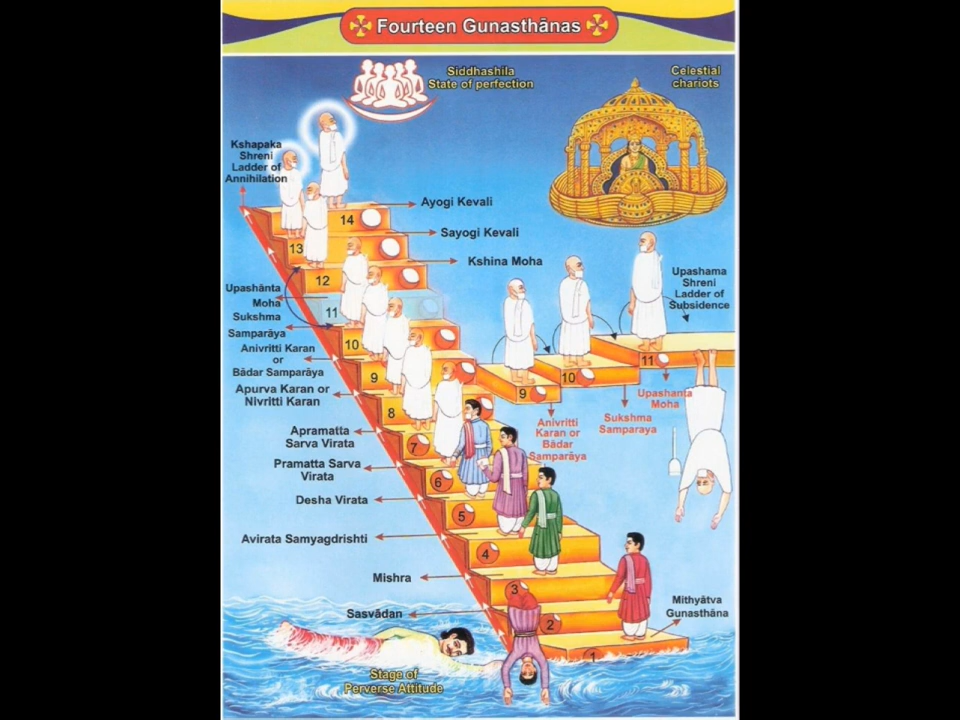 Fourteen Gunasthānas
Siddhashila
State of perfection
Celestial
chariots
Kshapaka
Shreni
Ladder of
Annihilation
Ayogi Kevali
14
Sayogi Kevali
13
Kshina Moha
12
Upashānta
Moha
11
Sukshma
Samparāya
10
Anivritti Karan
or
Bādar Samparāya
9
Apurva Karan or
Nivritti Karan
8
Apramatta
Sarva Virata
7
Pramatta Sarva
Virata
6
Desha Virata
5
Avirata Samyagdrishti
4
Mishra
3
Sasvādan
2
Mithyātva
Gunasthāna
1
Upashama
Shreni
Ladder of
Subsidence
11
Upashanta
Moha
10
Sukshma
Samparaya
9
Anivritti
Karan or
Bādar
Samparāya
Stage of
Perverse Attitude